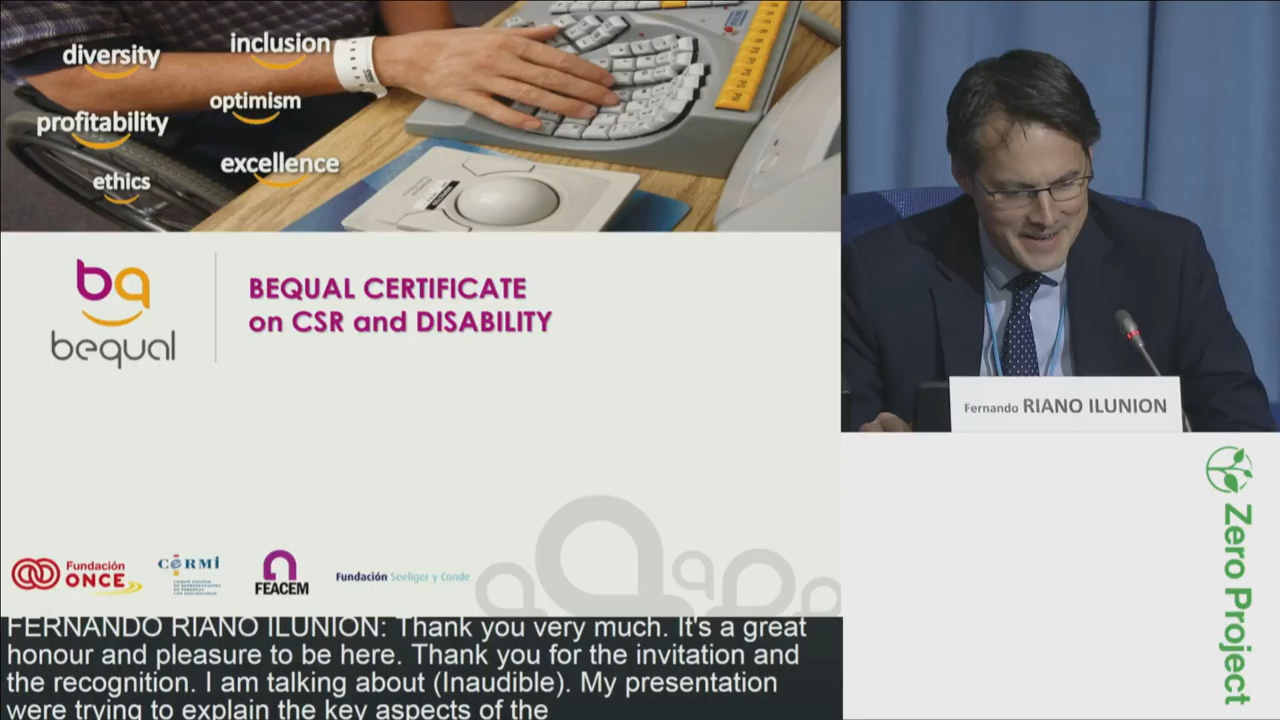 diversity
inclusion
optimism
profitability
excellence
ethics
bq
bequal
BEQUAL CERTIFICATE
on CSR and DISABILITY
Fundación
ONCE
CERMI
FEACEM
Fundación Seeliger y Conde
Fernando RIANO ILUNION
Zero Project
FERNANDO RIANO ILUNION: Thank you very much. It's a great
honour and pleasure to be here. Thank you for the invitation and
the recognition. I am talking about (Inaudible). My presentation
were trying to explain the key aspects of the